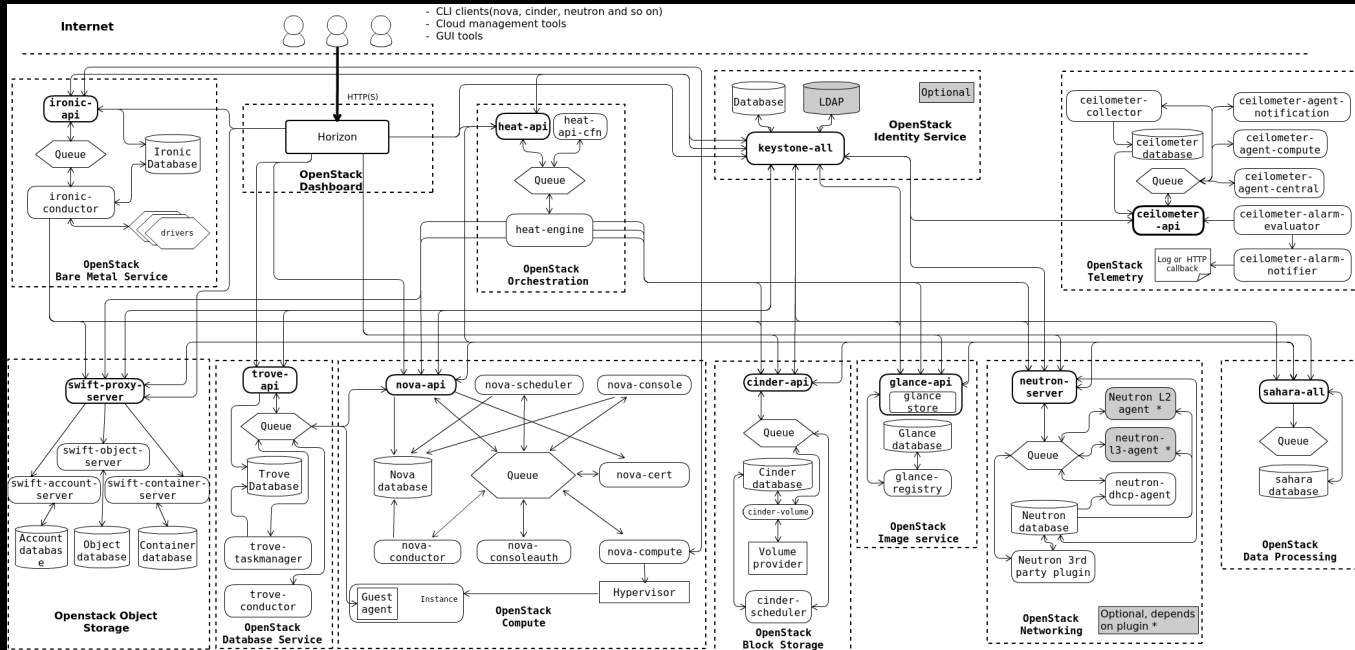 Internet
- CLI clients(nova, cinder, neutron and so on)
- Cloud management tools
- GUI tools
HTTP(S)
ironic-
api
Queue
Ironic
Database
ironic-
conductor
drivers
OpenStack
Bare Metal Service
Horizon
OpenStack
Dashboard
heat-api
heat-
api-cfn
Queue
heat-engine
OpenStack
Orchestration
Database
LDAP
Optional
OpenStack
Identity Service
keystone-all
ceilometer-
collector
ceilometer-agent-
notification
ceilometer
database
ceilometer-
agent-compute
Queue
ceilometer-
agent-central
ceilometer
-api
ceilometer-alarm-
evaluator
Log or HTTP
callback
ceilometer-alarm-
notifier
OpenStack
Telemetry
swift-proxy-
server
swift-object-
server
swift-account-
server
swift-container-
server
Account
databas
e
Object
database
Container
database
Openstack Object
Storage
trove-
api
Queue
Trove
Database
trove-
taskmanager
trove-
conductor
OpenStack
Database Service
nova-api
nova-scheduler
nova-console
Nova
database
Queue
nova-cert
nova-
conductor
nova-
consoleauth
nova-compute
Guest
agent
Instance
Hypervisor
OpenStack
Compute
cinder-api
Queue
Cinder
database
cinder-volume
Volume
provider
cinder-
scheduler
OpenStack
Block Storage
glance-api
glance
store
Glance
database
glance-
registry
OpenStack
Image service
neutron-
server
Neutron L2
agent *
Queue
neutron-
l3-agent *
neutron-
dhcp-agent
Neutron
database
Neutron 3rd
party plugin
OpenStack
Networking
Optional, depends
on plugin *
sahara-all
Queue
sahara
database
OpenStack
Data Processing